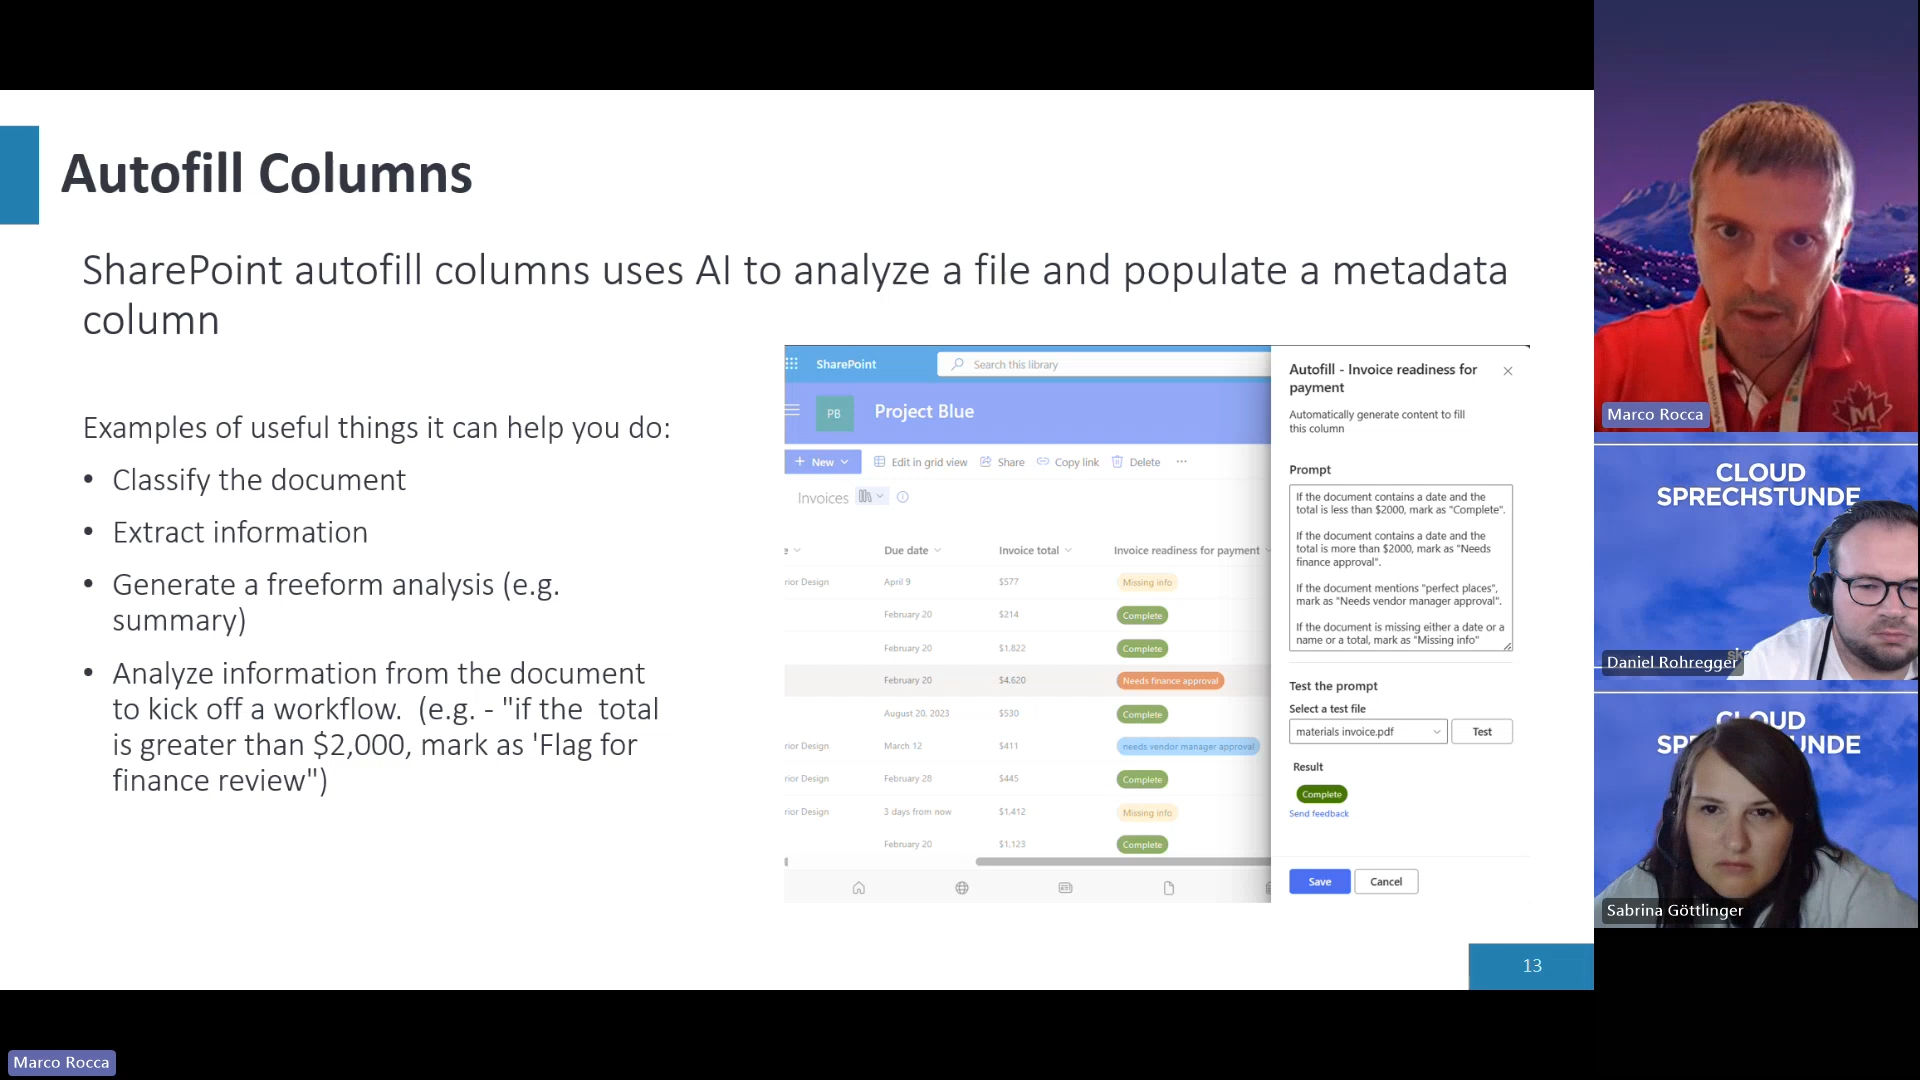 Autofill Columns
SharePoint autofill columns uses AI to analyze a file and populate a metadata
column
Examples of useful things it can help you do:
• Classify the document
• Extract information
• Generate a freeform analysis (e.g.
summary)
• Analyze information from the document
to kick off a workflow. (e.g. - "if the total
is greater than $2,000, mark as 'Flag for
finance review")
SharePoint
Search this library
PB
Project Blue
+ New
Edit in grid view
Share
Copy link
Delete
...
Invoices
Due date
Invoice total
Invoice readiness for payment
rior Design April 9 $577 Missing info
February 20 $214 Complete
February 20 $1,822 Complete
February 20 $4,620 Needs finance approval
August 20, 2023 $530 Complete
rior Design March 12 $411 needs vendor manager approval
rior Design February 28 $445 Complete
rior Design 3 days from now $1,412 Missing info
February 20 $1,123 Complete
Autofill - Invoice readiness for
payment
Automatically generate content to fill
this column
Prompt
If the document contains a date and the
total is less than $2000, mark as "Complete".
If the document contains a date and the
total is more than $2000, mark as "Needs
finance approval".
If the document mentions "perfect places",
mark as "Needs vendor manager approval".
If the document is missing either a date or a
name or a total, mark as "Missing info"
Test the prompt
Select a test file
materials invoice.pdf
Test
Result
Complete
Send feedback
Save
Cancel
13
Marco Rocca
Marco Rocca
CLOUD
SPRECHSTUNDE
Daniel Rohregger
CLOUD
SP UNDE
Sabrina Göttlinger